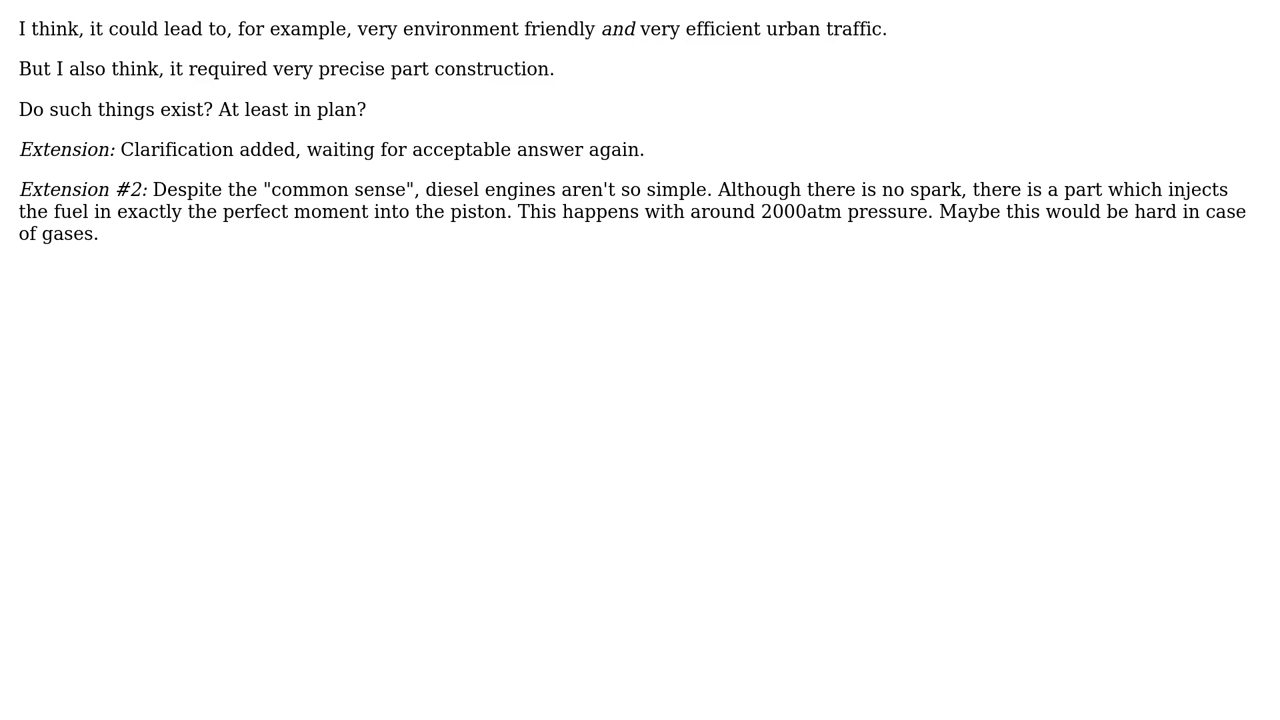 I think, it could lead to, for example, very environment friendly and very efficient urban traffic.
But I also think, it required very precise part construction.
Do such things exist? At least in plan?
Extension: Clarification added, waiting for acceptable answer again.
Extension #2: Despite the "common sense", diesel engines aren't so simple. Although there is no spark, there is a part which injects
the fuel in exactly the perfect moment into the piston. This happens with around 2000atm pressure. Maybe this would be hard in case
of gases.